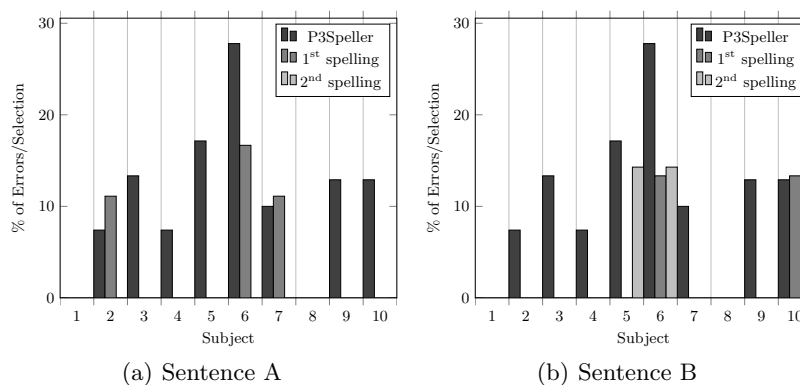 % of Errors/Selection
30
20
10
0
P3Speller
1st spelling
2nd spelling
1 2 3 4 5 6 7 8 9 10
Subject
(a) Sentence A
% of Errors/Selection
30
20
10
0
P3Speller
1st spelling
2nd spelling
1 2 3 4 5 6 7 8 9 10
Subject
(b) Sentence B